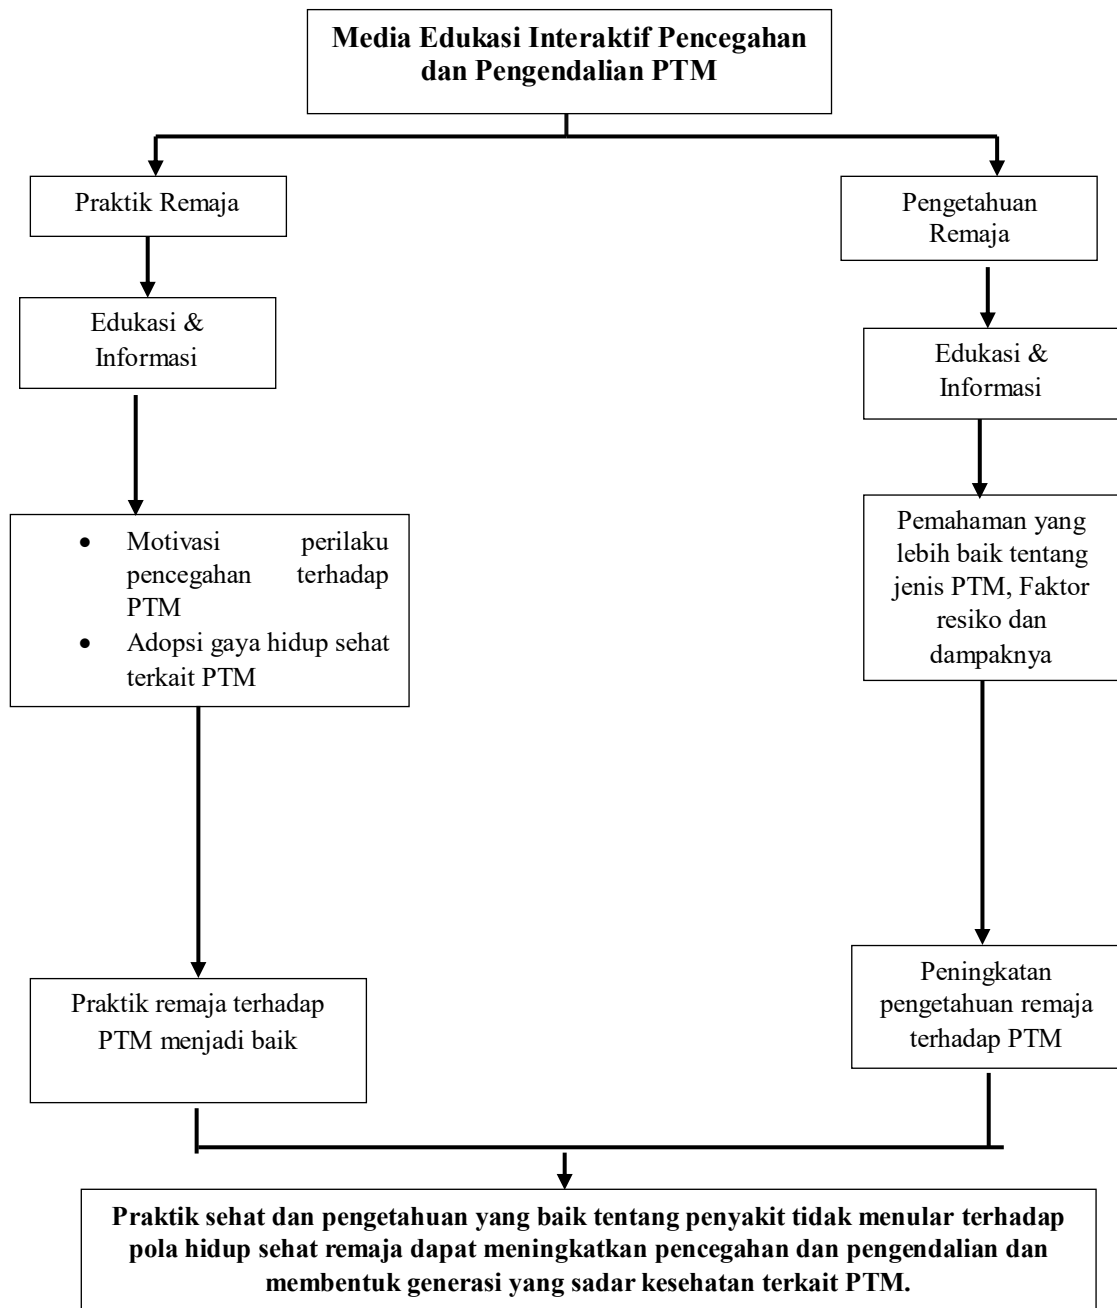 Media Edukasi Interaktif Pencegahan
dan Pengendalian PTM
Praktik Remaja
Pengetahuan
Remaja
Edukasi &
Informasi
Edukasi &
Informasi
• Motivasi perilaku
pencegahan terhadap
PTM
• Adopsi gaya hidup sehat
terkait PTM
Pemahaman yang
lebih baik tentang
jenis PTM, Faktor
resiko dan
dampaknya
Praktik remaja terhadap
PTM menjadi baik
Peningkatan
pengetahuan remaja
terhadap PTM
Praktik sehat dan pengetahuan yang baik tentang penyakit tidak menular terhadap
pola hidup sehat remaja dapat meningkatkan pencegahan dan pengendalian dan
membentuk generasi yang sadar kesehatan terkait PTM.